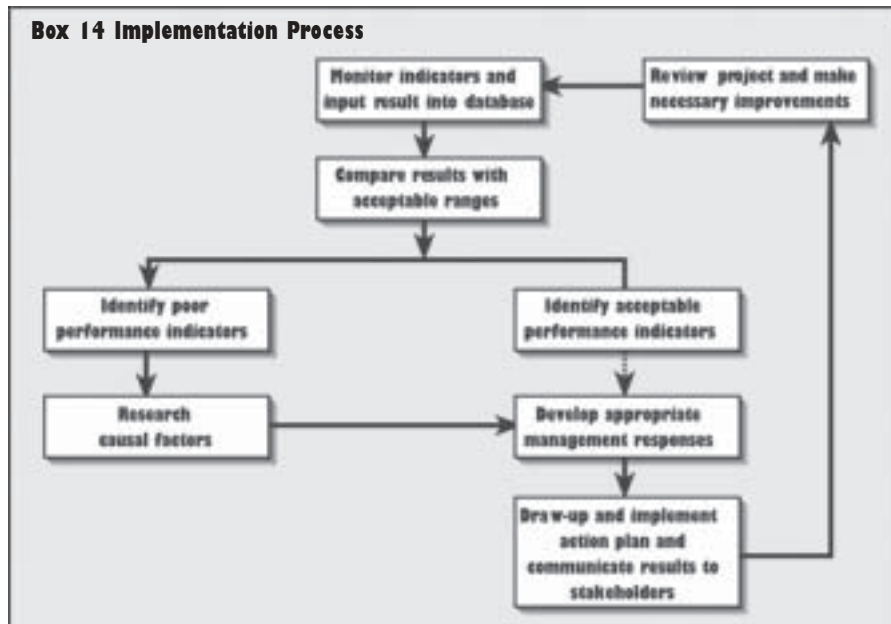 Box 14 Implementation Process
Monitor indicators and
input result into database
Review project and make
necessary improvements
Compare results with
acceptable ranges
Identify poor
performance indicators
Identify acceptable
performance indicators
Research
causal factors
Develop appropriate
management responses
Draw-up and implement
action plan and
communicate results to
stakeholders